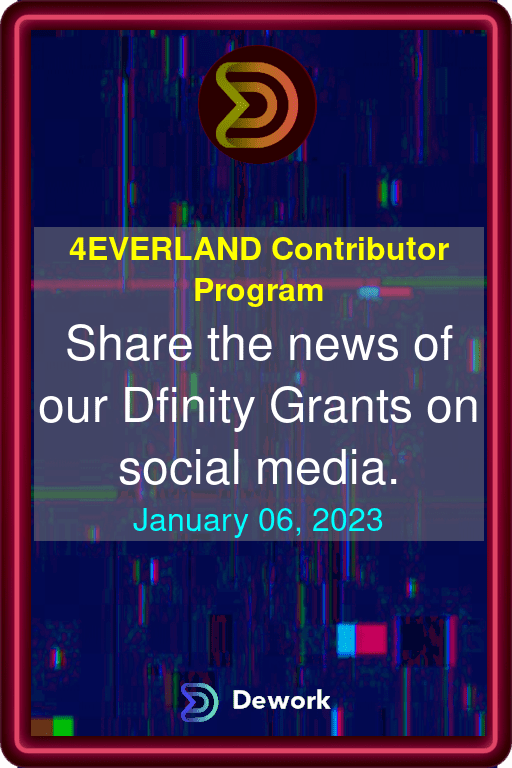 4EVERLAND Contributor
Program
Share the news of
our Dfinity Grants on
social media.
January 06, 2023
Dework